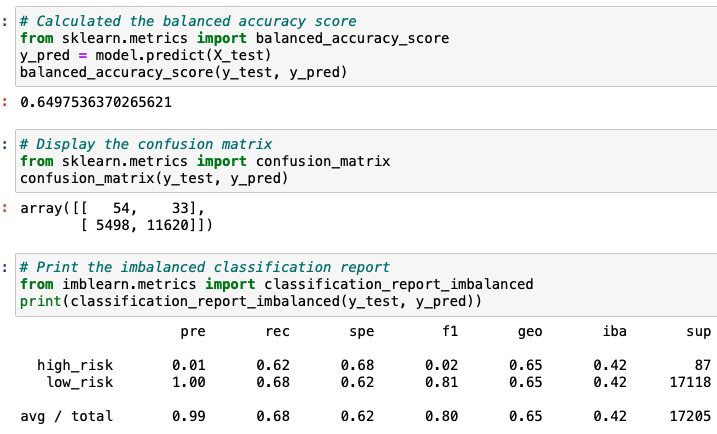 : # Calculated the balanced accuracy score
from sklearn.metrics import balanced_accuracy_score
y_pred = model.predict(X_test)
balanced_accuracy_score(y_test, y_pred)
: 0.6497536370265621
: # Display the confusion matrix
from sklearn.metrics import confusion_matrix
confusion_matrix(y_test, y_pred)
: array([[   54,    33],
       [ 5498, 11620]])
: # Print the imbalanced classification report
from imblearn.metrics import classification_report_imbalanced
print(classification_report_imbalanced(y_test, y_pred))
                   pre       rec       spe        f1       geo       iba       sup
  high_risk       0.01      0.62      0.68      0.02      0.65      0.42        87
   low_risk       1.00      0.68      0.62      0.81      0.65      0.42     17118
avg / total       0.99      0.68      0.62      0.80      0.65      0.42     17205